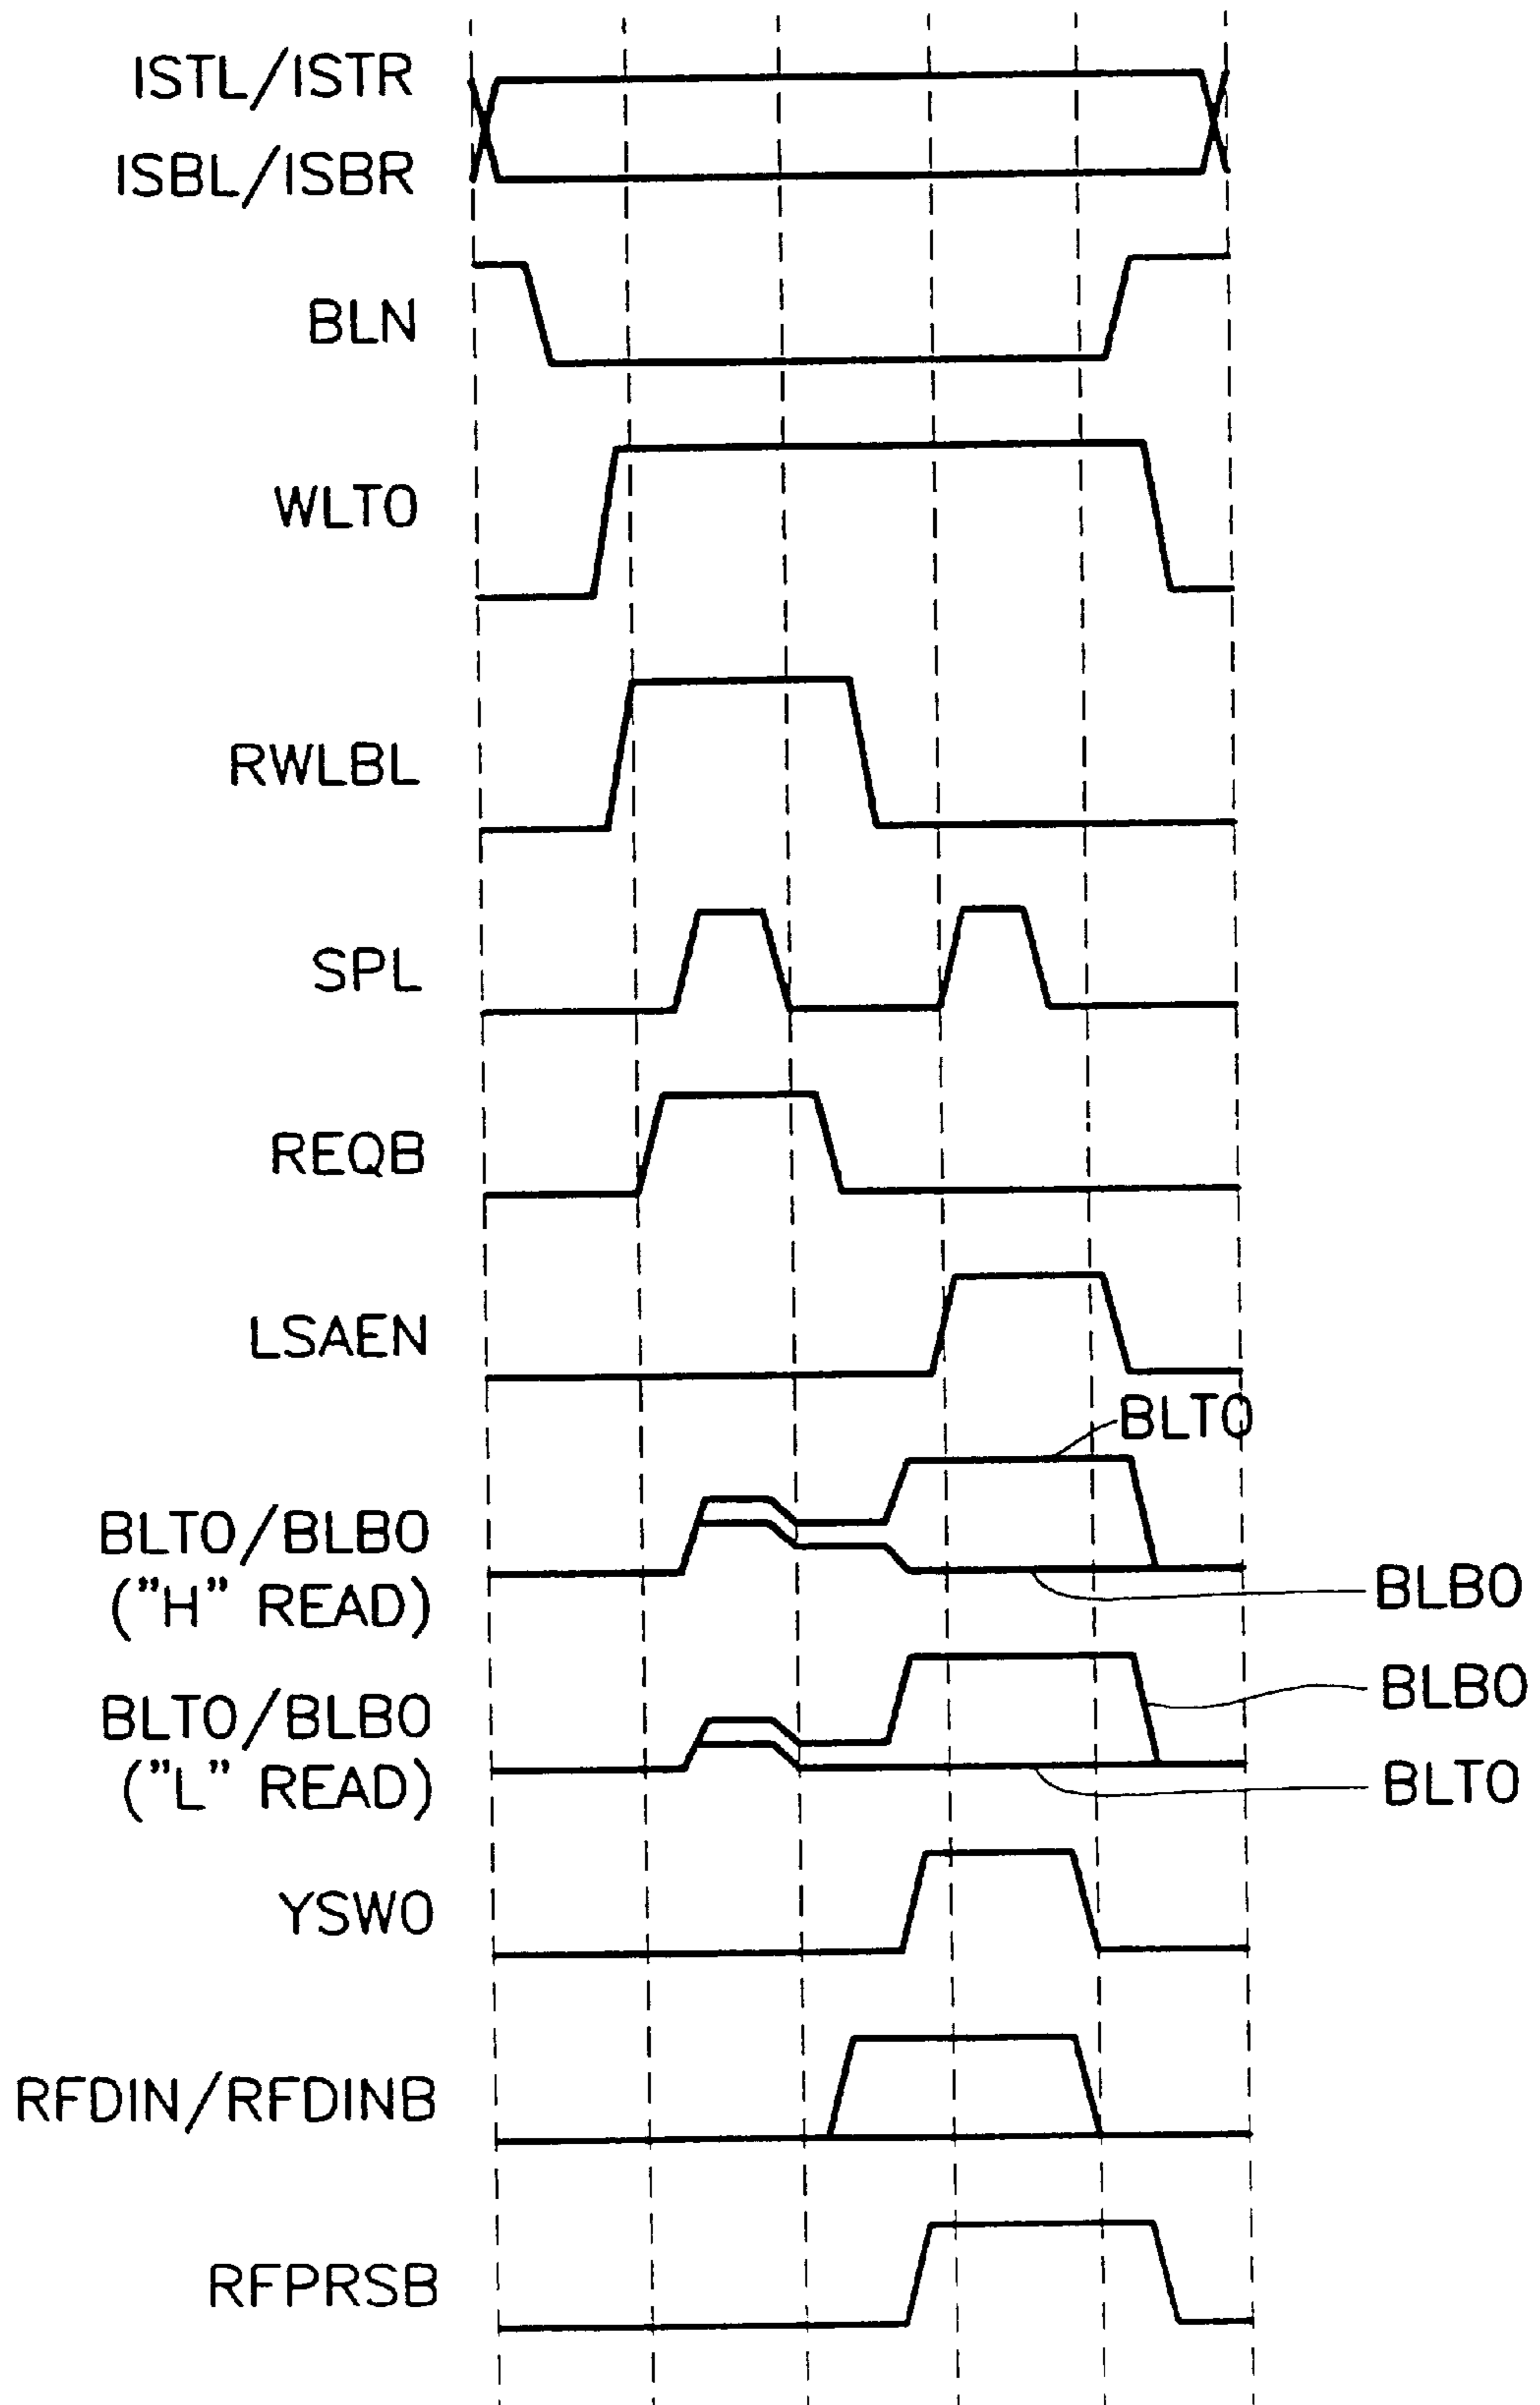 ISTL/ISTR
ISBL/ISBR
BLN
WLT0
RWLBL
SPL
REQB
LSAEN
BLT0
BLT0/BLB0
("H" READ)
BLB0
BLT0/BLB0
("L" READ)
BLB0
BLT0
YSW0
RFDIN/RFDINB
RFPRSB